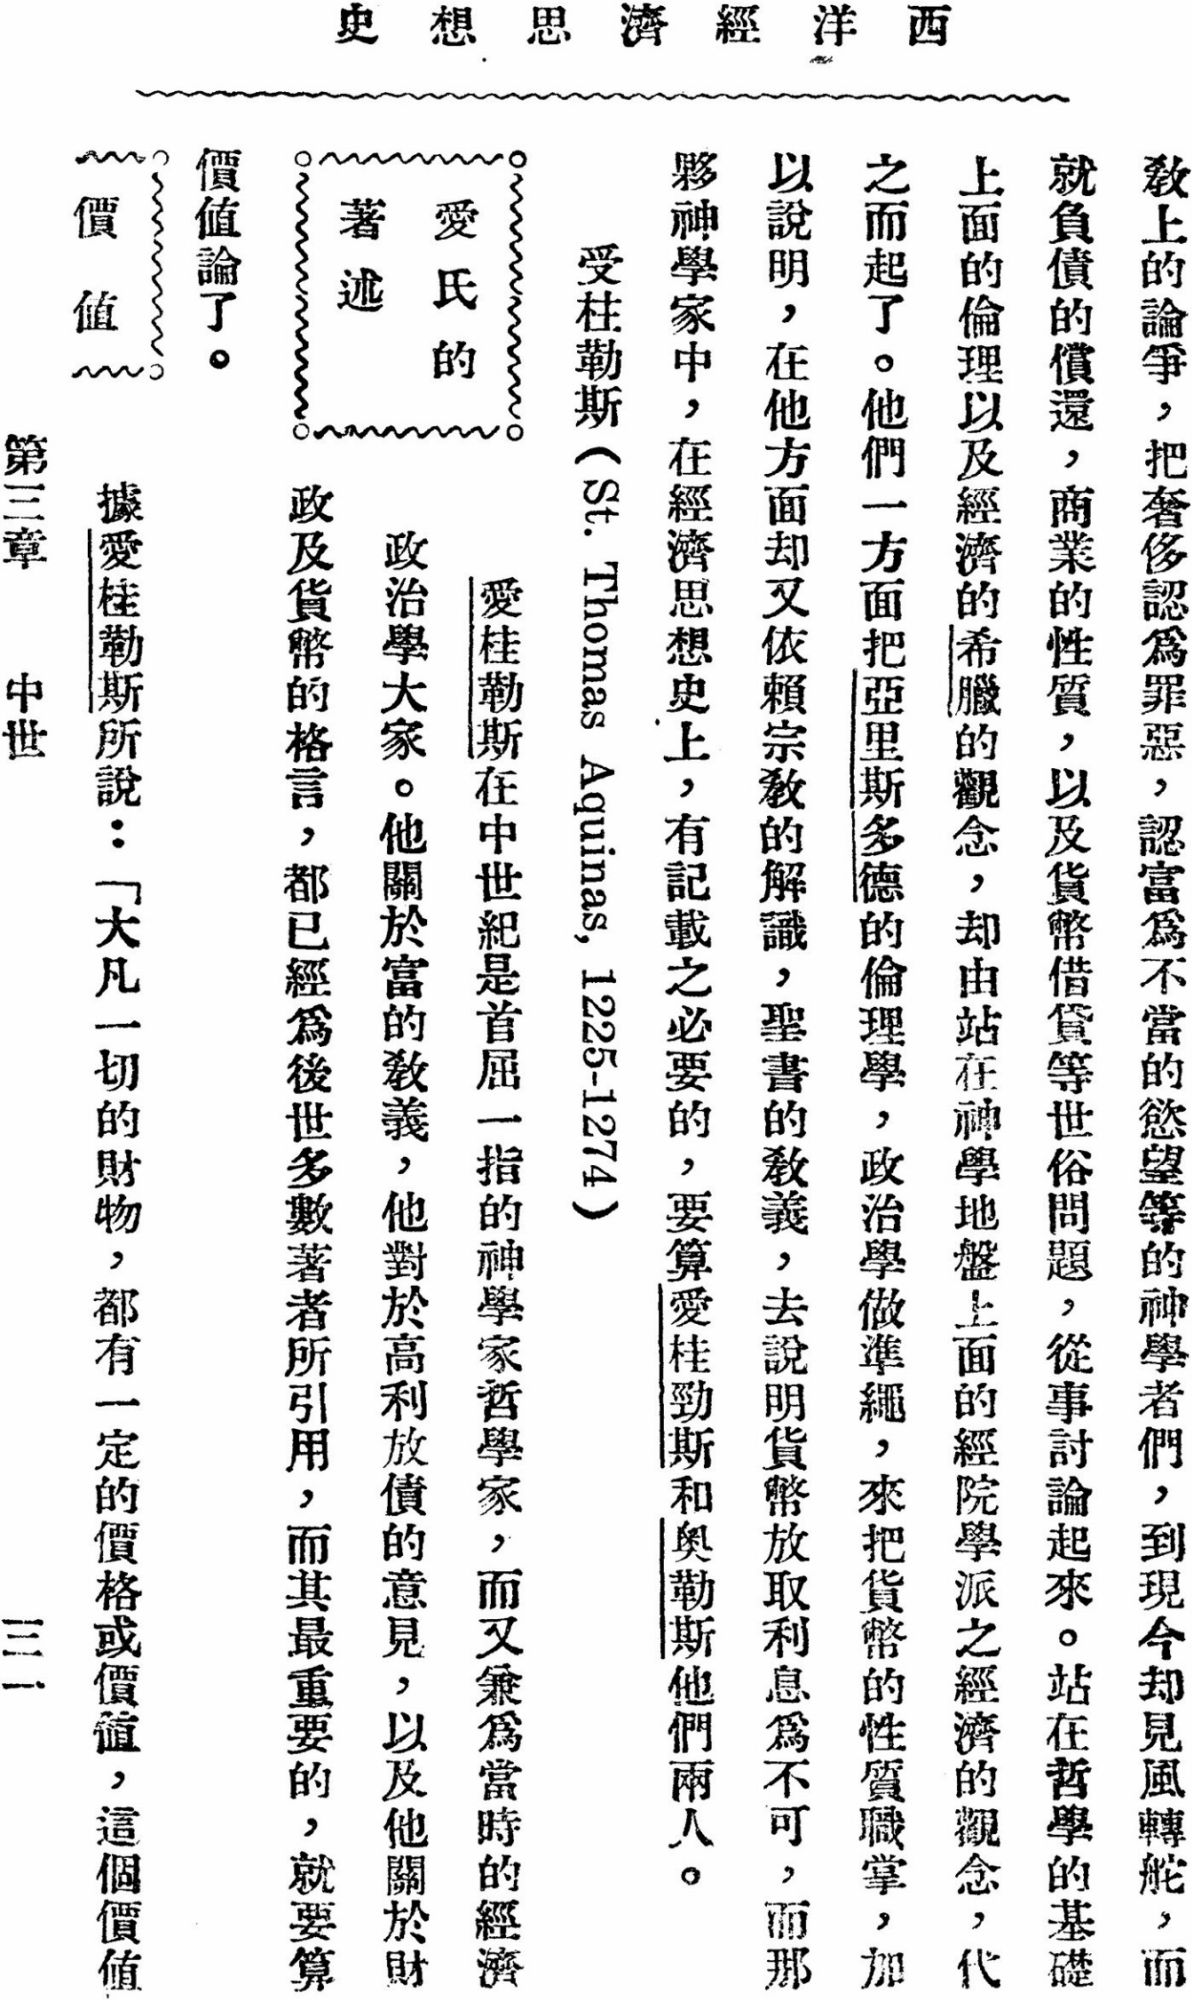 西洋經濟思想史
教上的論爭，把奢侈認爲罪惡，認富爲不當的慾望等的神學者們，到現今却見風轉舵，而
就負債的償還，商業的性質，以及貨幣借貸等世俗問題，從事討論起來。站在哲學的基礎
上面的倫理以及經濟的希臘的觀念，却由站在神學地盤上面的經院學派之經濟的觀念，代
之而起了。他們一方面把亞里斯多德的倫理學，政治學做準繩，來把貨幣的性質職掌，加
以說明，在他方面却又依賴宗教的解識，聖書的教義，去說明貨幣放取利息爲不可，而那
夥神學家中，在經濟思想史上，有記載之必要的，要算愛桂勁斯和奧勒斯他們兩人。
受桂勒斯（St. Thomas Aquinas, 1225-1274）
愛氏的
著述
愛桂勒斯在中世紀是首屈一指的神學家哲學家，而又兼爲當時的經濟
政治學大家。他關於富的教義，他對於高利放債的意見，以及他關於財
政及貨幣的格言，都已經爲後世多數著者所引用，而其最重要的，就要算
價值論了。
價值
據愛桂勒斯所說：「大凡一切的財物，都有一定的價格或價值，這個價值
第三章　中世
三一